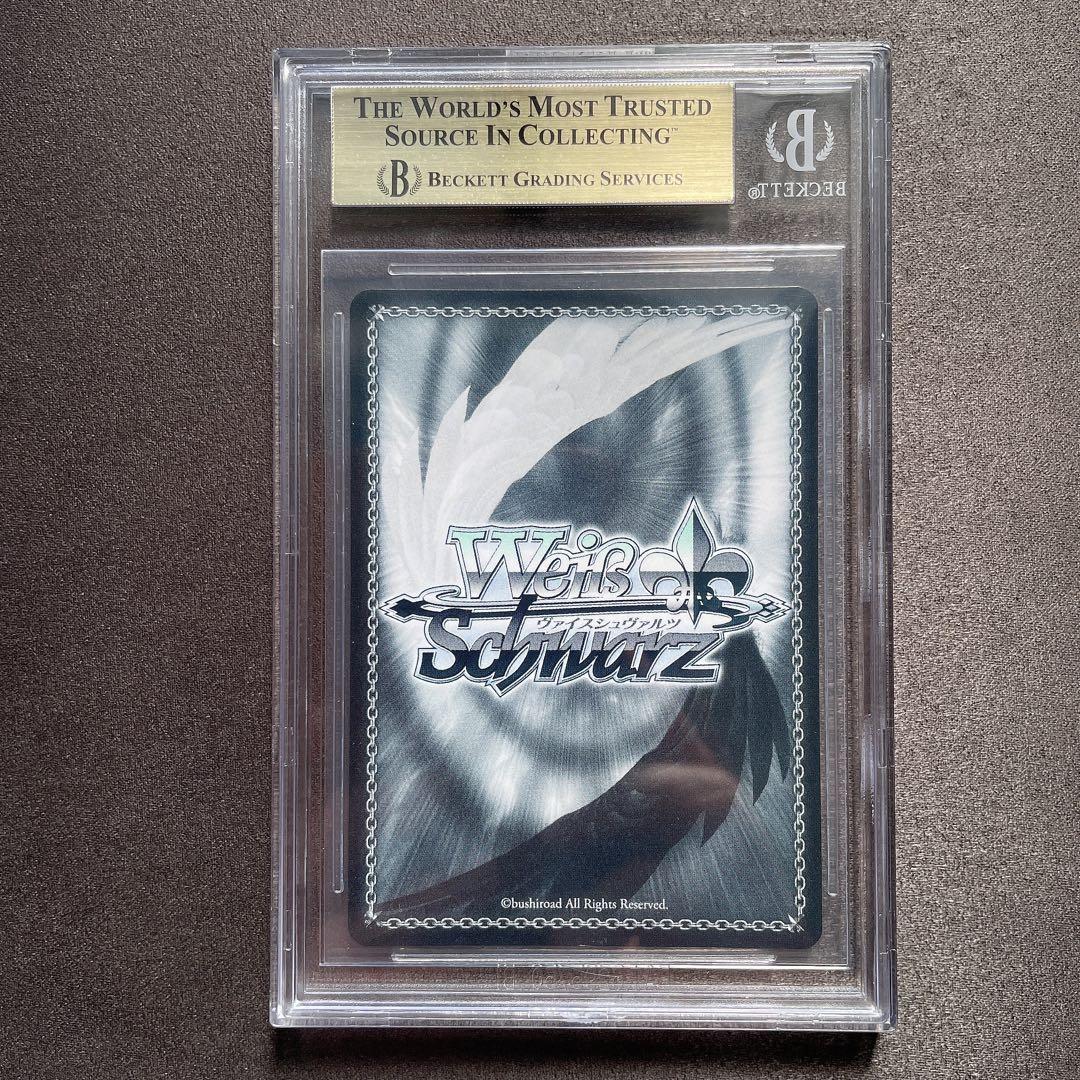 THE WORLD'S MOST TRUSTED
SOURCE IN COLLECTING™
B BECKETT GRADING SERVICES
B
BECKETT®
Weiß
ヴァイスシュヴァルツ
Schwarz
©bushiroad All Rights Reserved.